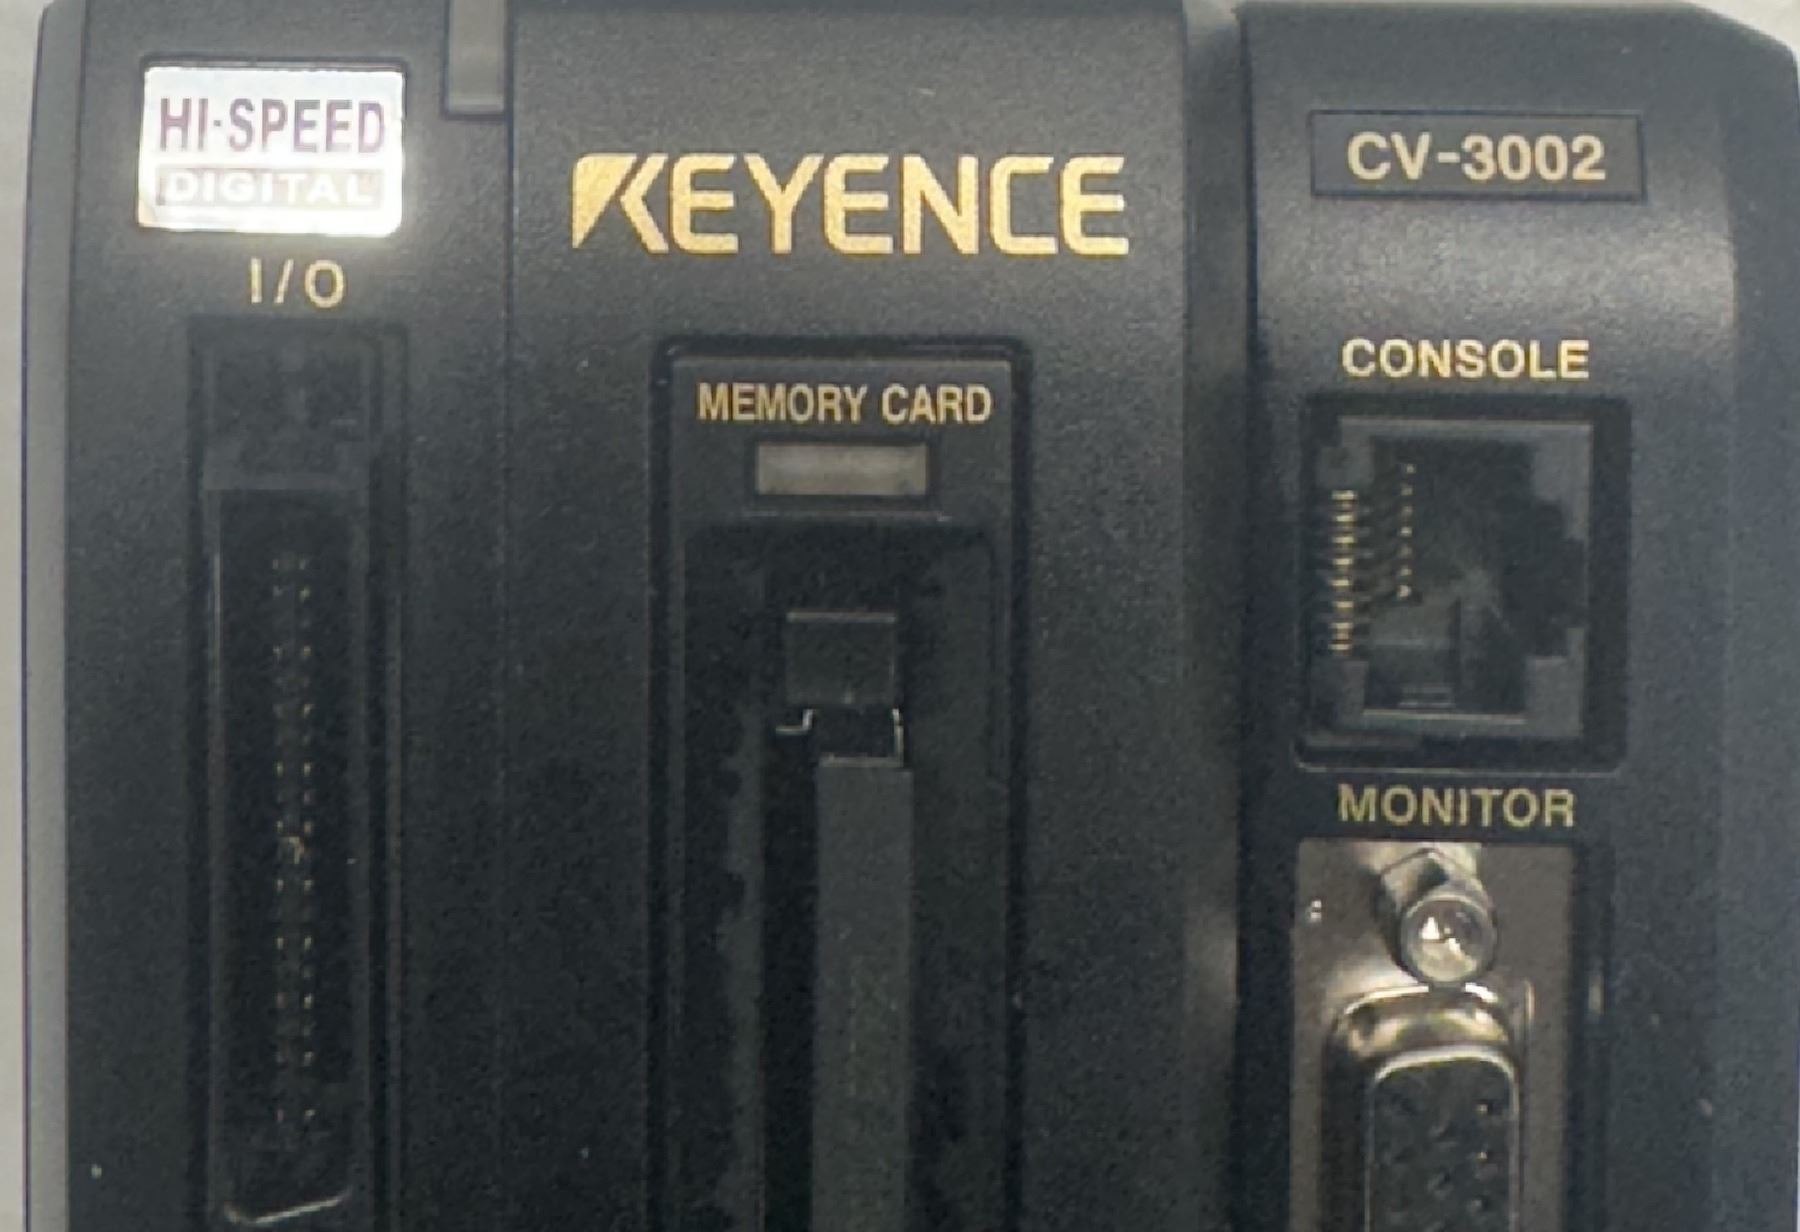 HI·SPEED
DIGITAL
I/O
KEYENCE
MEMORY CARD
CV-3002
CONSOLE
MONITOR